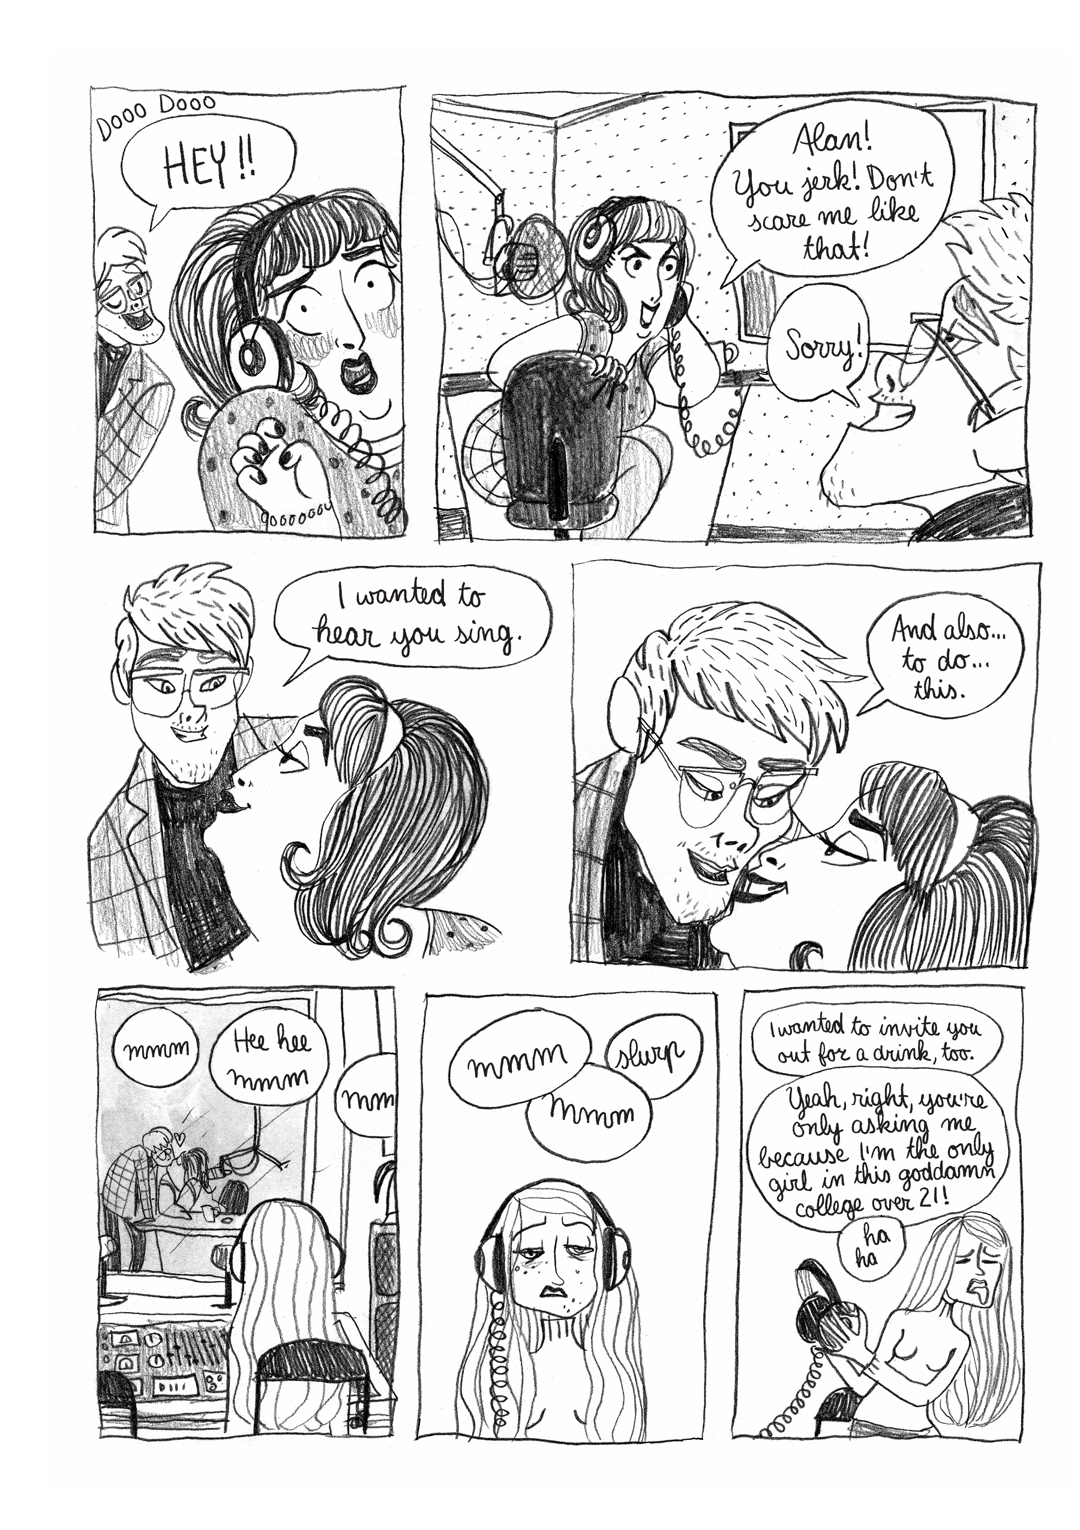 Dooo Dooo
HEY!!
Alan!
You jerk! Don't
scare me like
that!
Sorry!
I wanted to
hear you sing.
And also...
to do...
this.
mmm
Hee hee
mmm
mm
mmm
slurp
mmm
I wanted to invite you
out for a drink, too.
Yeah, right, you're
only asking me
because I'm the only
girl in this goddamn
college over 21!
ha
ha